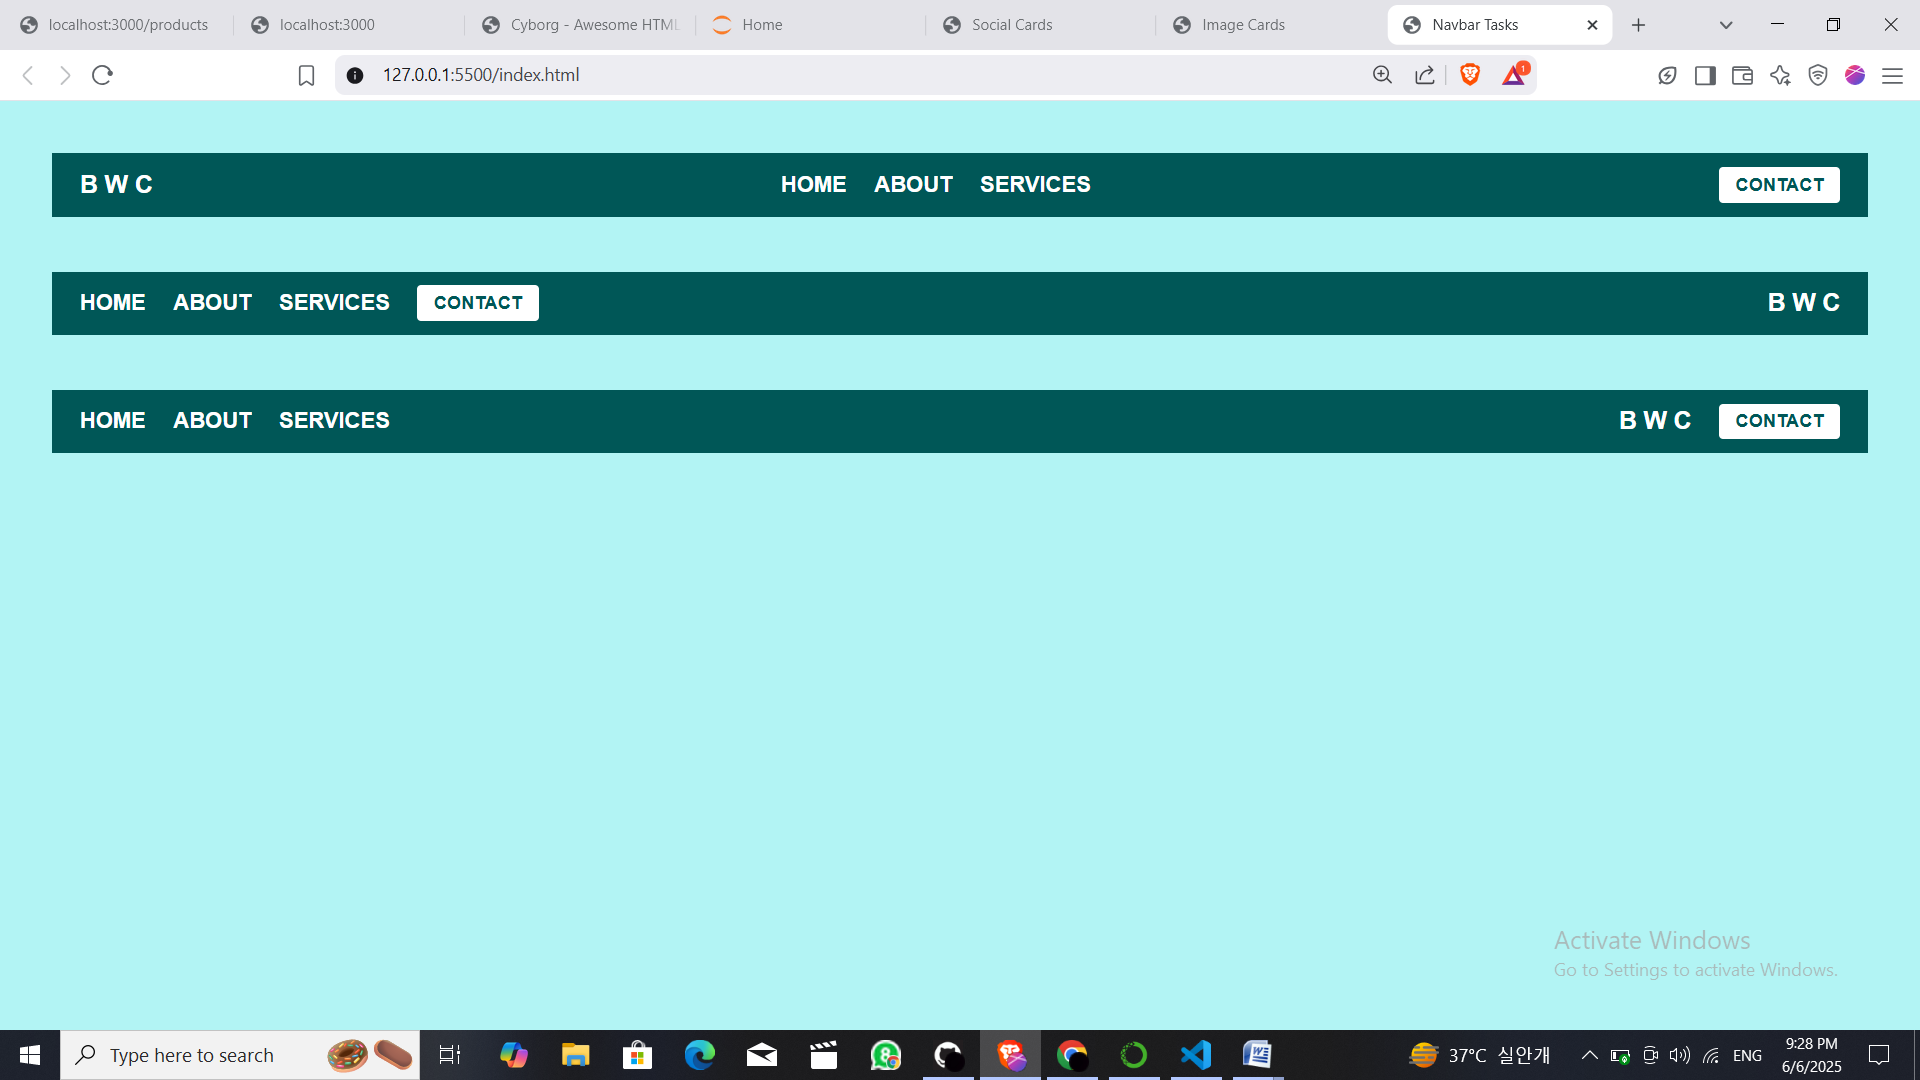 localhost:3000/products
localhost:3000
Cyborg - Awesome HTML
Home
Social Cards
Image Cards
Navbar Tasks
127.0.0.1:5500/index.html
1
B W C HOME ABOUT SERVICES CONTACT
HOME ABOUT SERVICES CONTACT B W C
HOME ABOUT SERVICES B W C CONTACT
Activate Windows
Go to Settings to activate Windows.
Type here to search
37°C 실안개
ENG
9:28 PM
6/6/2025